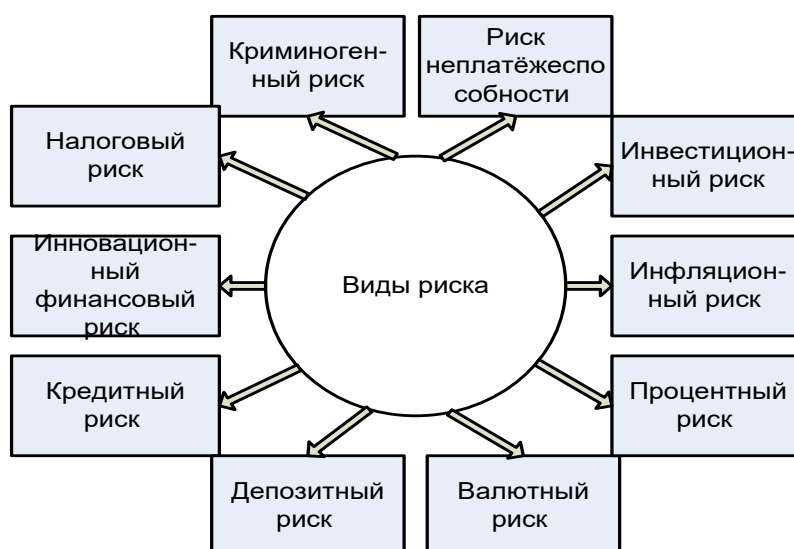 Криминоген-
ный риск
Риск
неплатёжеспо
собности
Налоговый
риск
Инвестицион-
ный риск
Инновацион-
ный
финансовый
риск
Виды риска
Инфляцион-
ный риск
Кредитный
риск
Процентный
риск
Депозитный
риск
Валютный
риск